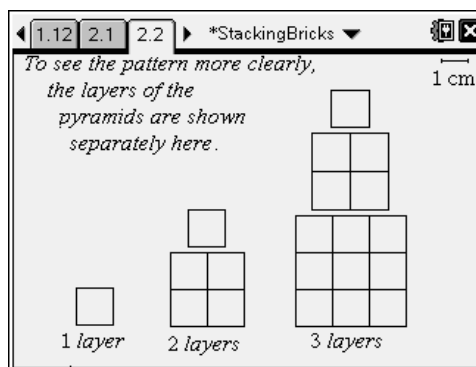 1.12 2.1 2.2 *StackingBricks
To see the pattern more clearly,
the layers of the
pyramids are shown
separately here.
1 cm
1 layer 2 layers 3 layers